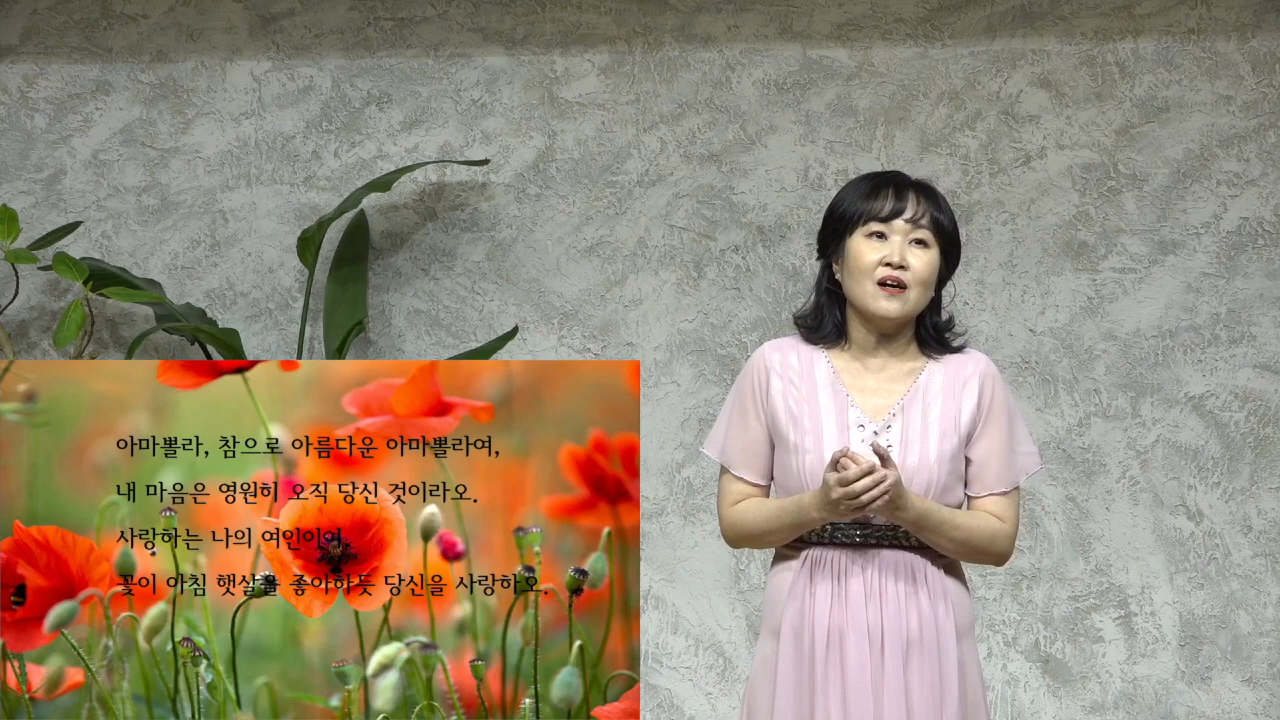 아마뽈라, 참으로 아름다운 아마뽈라여,
내 마음은 영원히 오직 당신 것이라오.
사랑하는 나의 여인이여,
꽃이 아침 햇살을 좋아하듯 당신을 사랑하오.